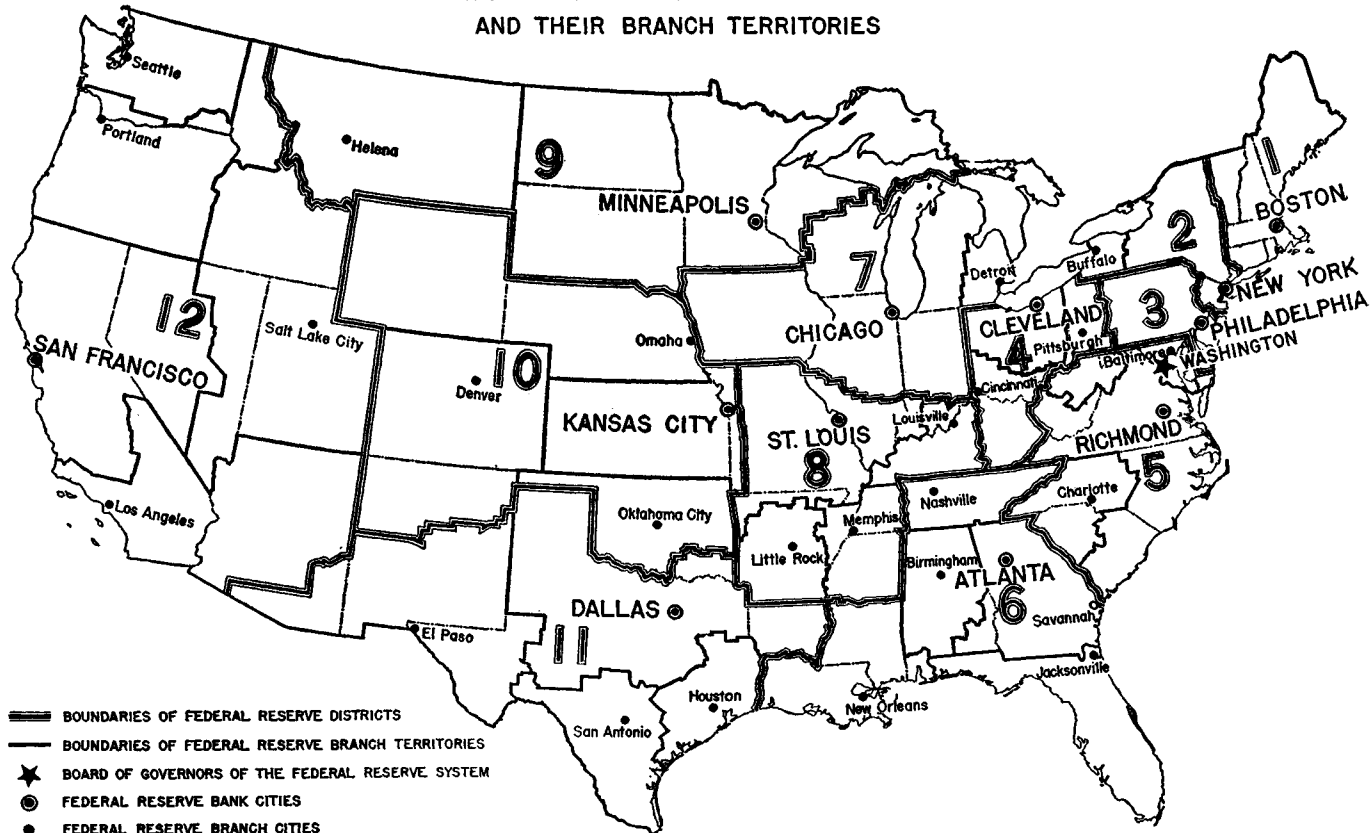 AND THEIR BRANCH TERRITORIES
Seattle
Portland
Helena
9
MINNEAPOLIS
1
BOSTON
2
Buffalo
Detroit
7
NEW YORK
3
PHILADELPHIA
CLEVELAND
4
Pittsburgh
Baltimore
WASHINGTON
CHICAGO
12
Salt Lake City
SAN FRANCISCO
Omaha
10
Denver
Cincinnati
KANSAS CITY
ST. LOUIS
8
Louisville
RICHMOND
5
Los Angeles
Oklahoma City
Nashville
Charlotte
Memphis
Little Rock
Birmingham
ATLANTA
6
Savannah
DALLAS
11
El Paso
Jacksonville
Houston
New Orleans
San Antonio
BOUNDARIES OF FEDERAL RESERVE DISTRICTS
BOUNDARIES OF FEDERAL RESERVE BRANCH TERRITORIES
BOARD OF GOVERNORS OF THE FEDERAL RESERVE SYSTEM
FEDERAL RESERVE BANK CITIES
FEDERAL RESERVE BRANCH CITIES